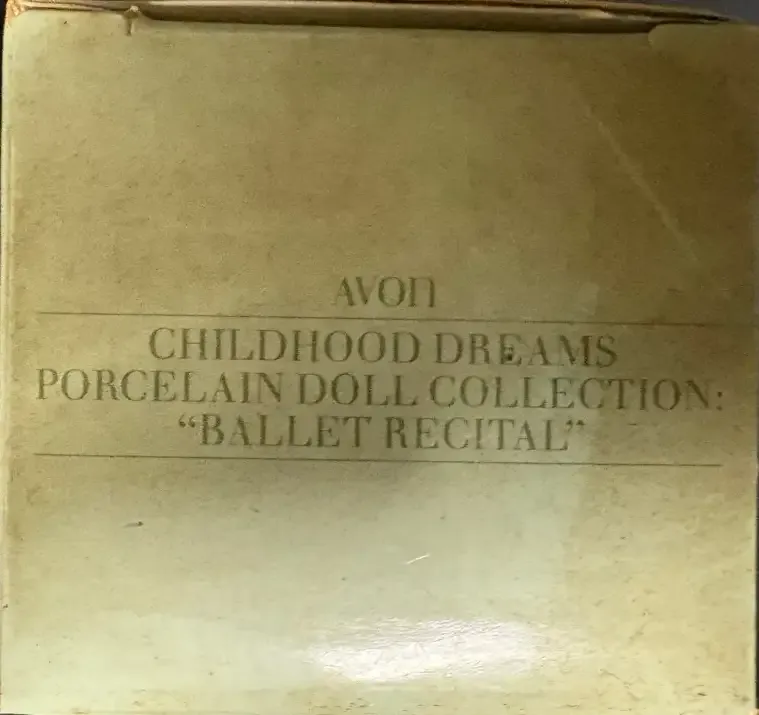 AVON
CHILDHOOD DREAMS
PORCELAIN DOLL COLLECTION:
“BALLET RECITAL”